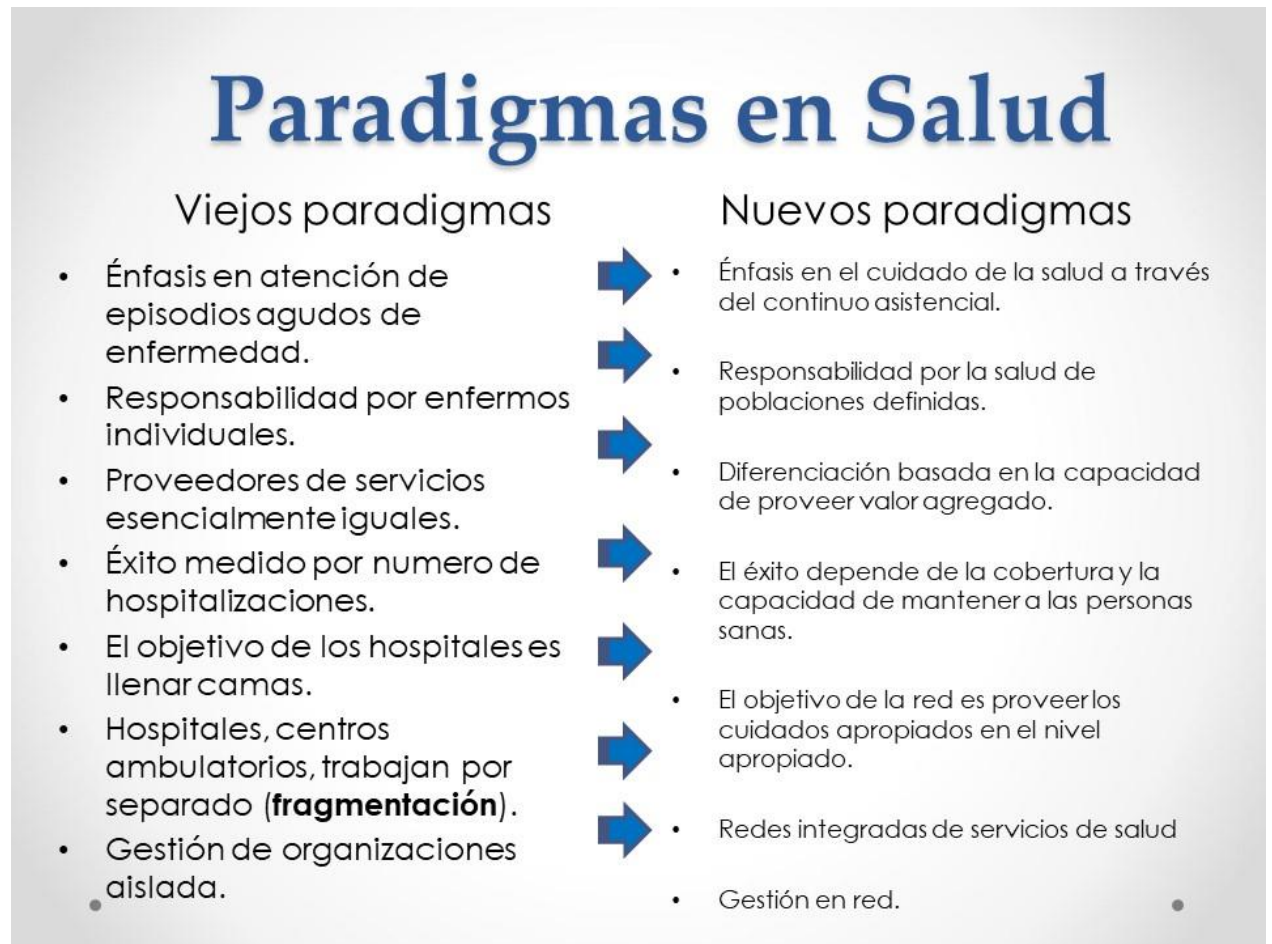 Paradigmas en Salud
Viejos paradigmas
• Énfasis en atención de
episodios agudos de
enfermedad.
• Responsabilidad por enfermos
individuales.
• Proveedores de servicios
esencialmente iguales.
• Éxito medido por numero de
hospitalizaciones.
• El objetivo de los hospitales es
llenar camas.
• Hospitales, centros
ambulatorios, trabajan por
separado (fragmentación).
• Gestión de organizaciones
aislada.
Nuevos paradigmas
• Énfasis en el cuidado de la salud a través
del continuo asistencial.
• Responsabilidad por la salud de
poblaciones definidas.
• Diferenciación basada en la capacidad
de proveer valor agregado.
• El éxito depende de la cobertura y la
capacidad de mantener a las personas
sanas.
• El objetivo de la red es proveer los
cuidados apropiados en el nivel
apropiado.
• Redes integradas de servicios de salud
• Gestión en red.